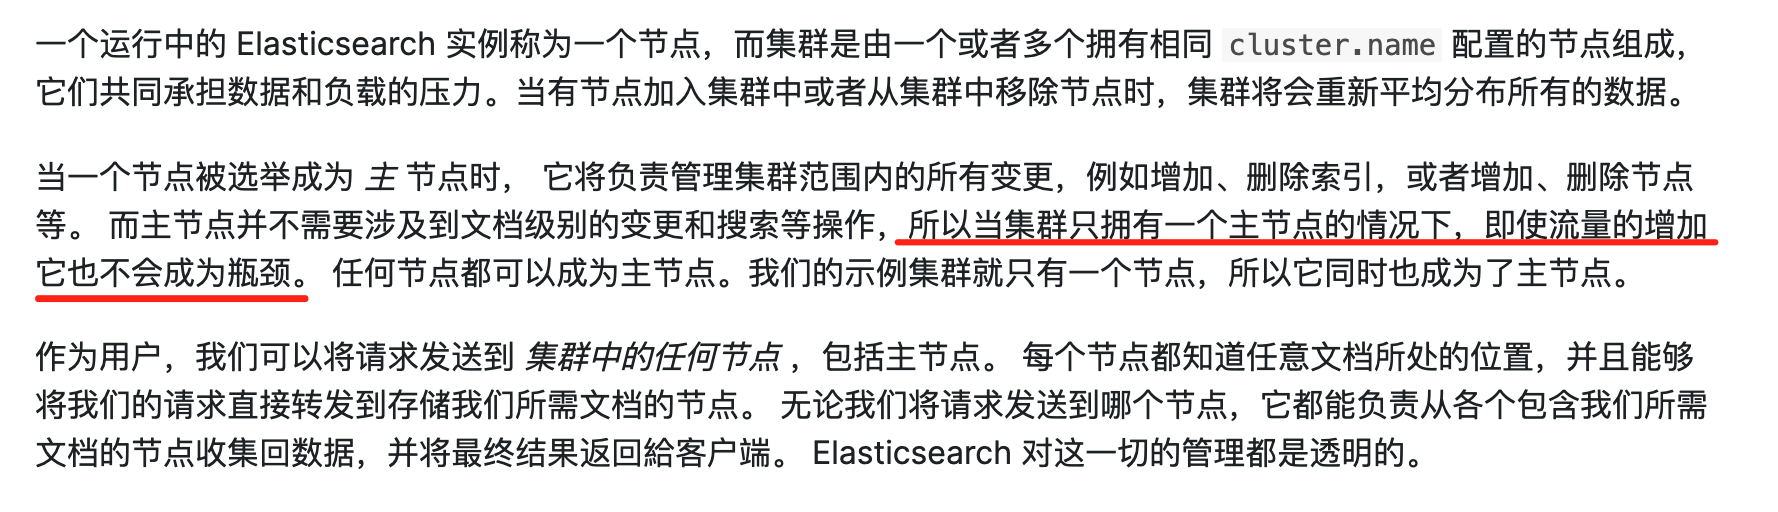 一个运行中的 Elasticsearch 实例称为一个节点，而集群是由一个或者多个拥有相同 cluster.name 配置的节点组成，
它们共同承担数据和负载的压力。当有节点加入集群中或者从集群中移除节点时，集群将会重新平均分布所有的数据。
当一个节点被选举成为 主 节点时， 它将负责管理集群范围内的所有变更，例如增加、删除索引，或者增加、删除节点
等。 而主节点并不需要涉及到文档级别的变更和搜索等操作，所以当集群只拥有一个主节点的情况下，即使流量的增加
它也不会成为瓶颈。 任何节点都可以成为主节点。我们的示例集群就只有一个节点，所以它同时也成为了主节点。
作为用户，我们可以将请求发送到 集群中的任何节点 ，包括主节点。 每个节点都知道任意文档所处的位置，并且能够
将我们的请求直接转发到存储我们所需文档的节点。 无论我们将请求发送到哪个节点，它都能负责从各个包含我们所需
文档的节点收集回数据，并将最终结果返回給客户端。 Elasticsearch 对这一切的管理都是透明的。